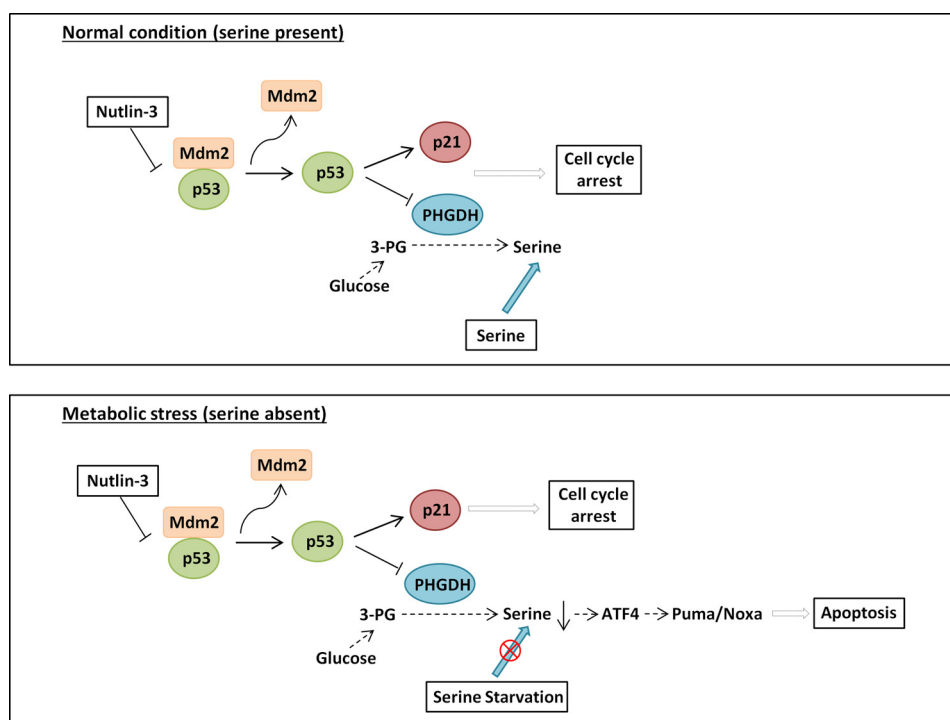 Normal condition (serine present)
Mdm2
Nutlin-3
Mdm2
p53
p53
p21
PHGDH
Cell cycle
arrest
3-PG
Serine
Glucose
Serine
Metabolic stress (serine absent)
Mdm2
Nutlin-3
Mdm2
p53
p53
p21
Cell cycle
arrest
PHGDH
3-PG
Serine
ATF4
Puma/Noxa
Apoptosis
Glucose
Serine Starvation